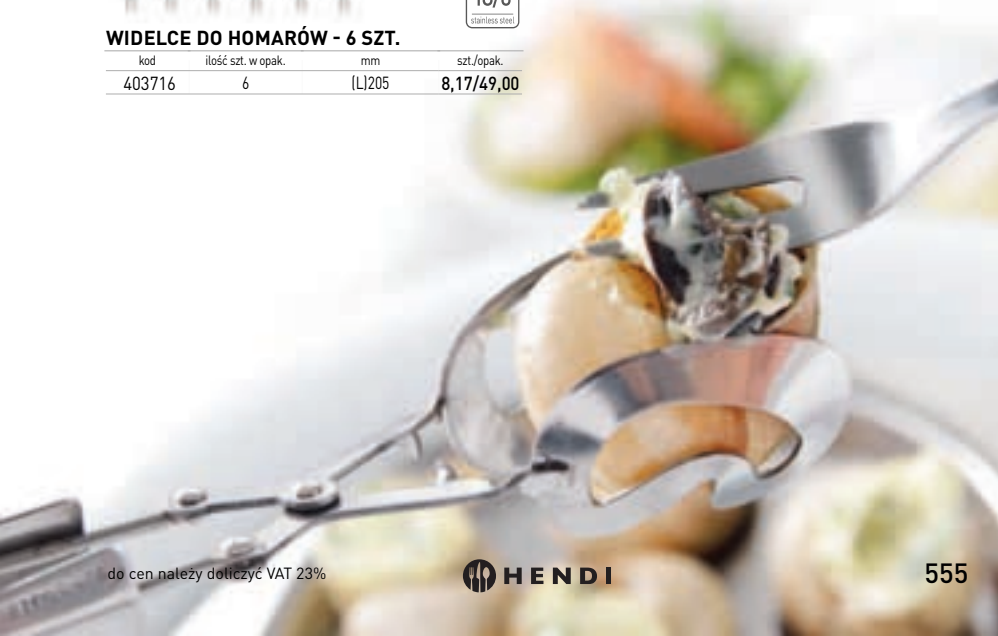 stainless steel
WIDELCE DO HOMARÓW - 6 SZT.
kod ilość szt. w opak. mm szt./opak.
403716 6 (L)205 8,17/49,00
do cen należy doliczyć VAT 23% HENDI 555